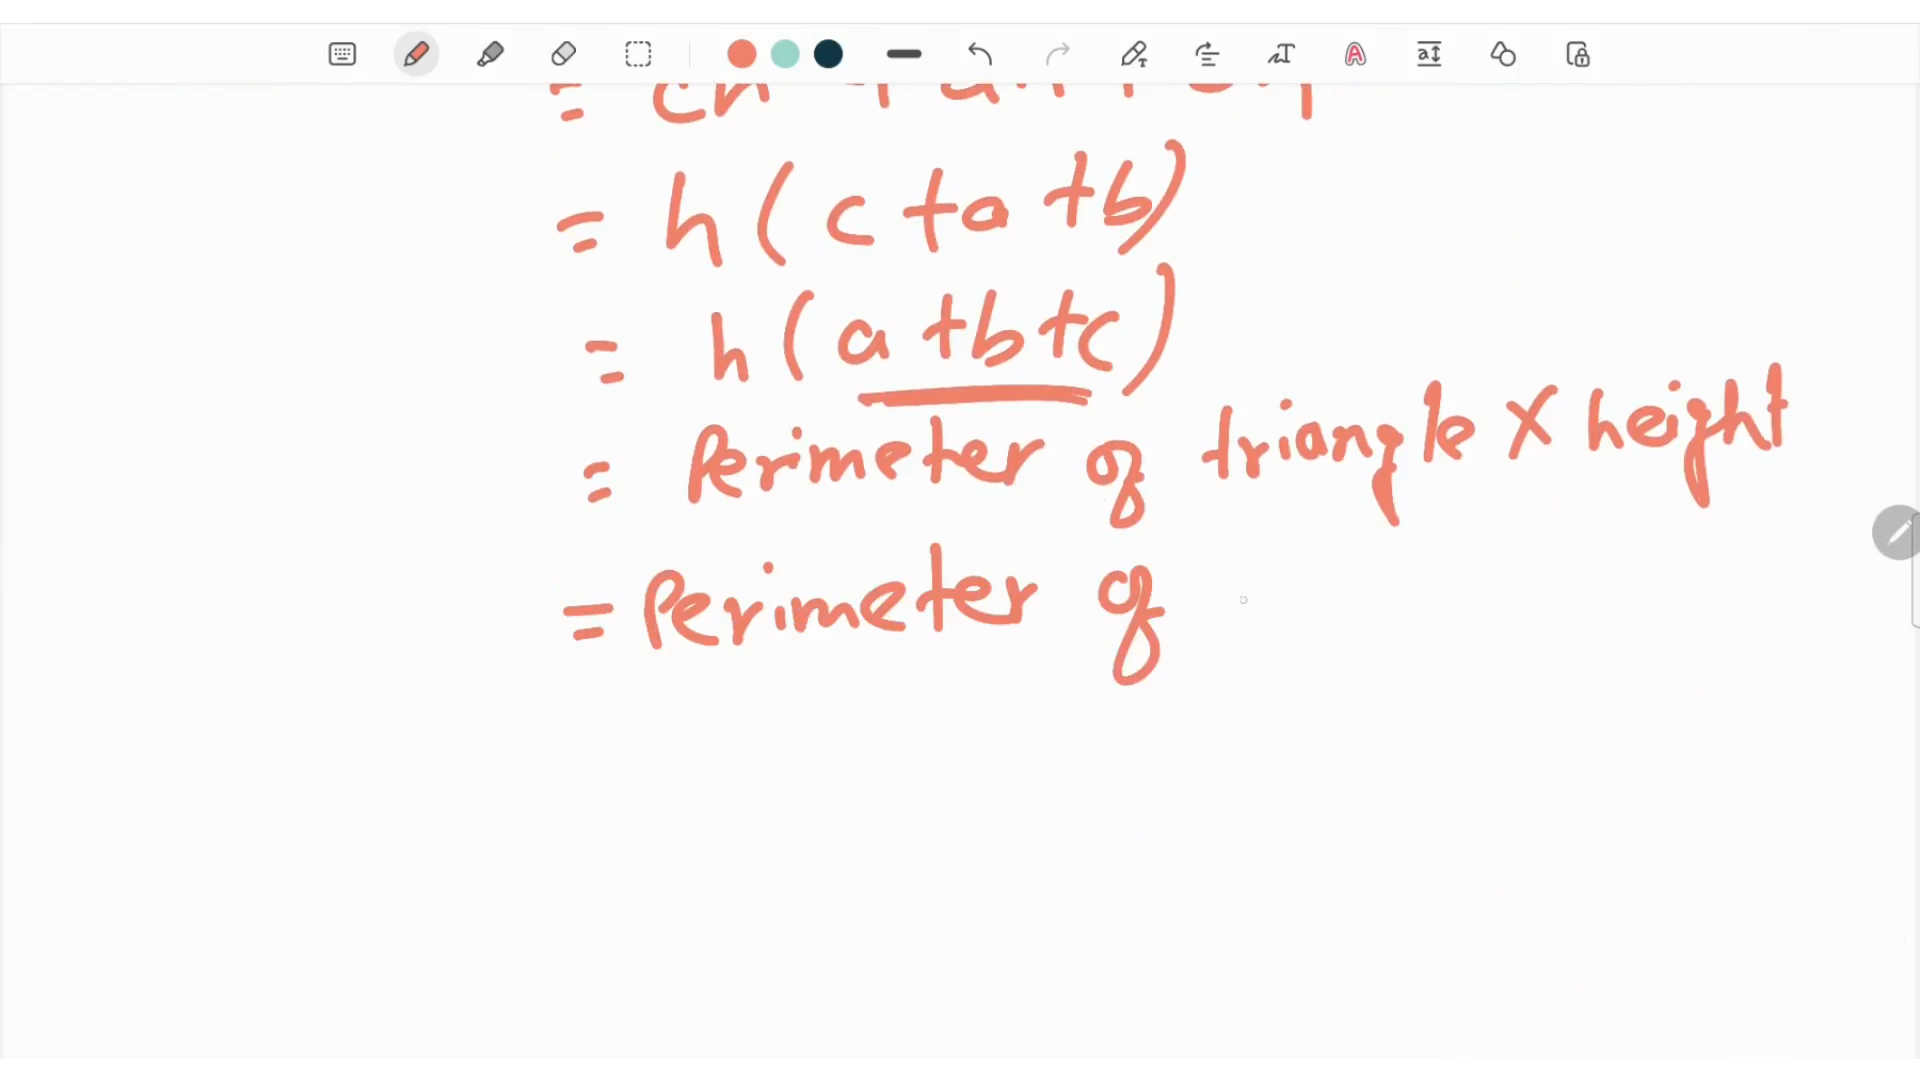 = h(c+a+b)
= h(a+b+c)
= Perimeter of triangle × height
= Perimeter of